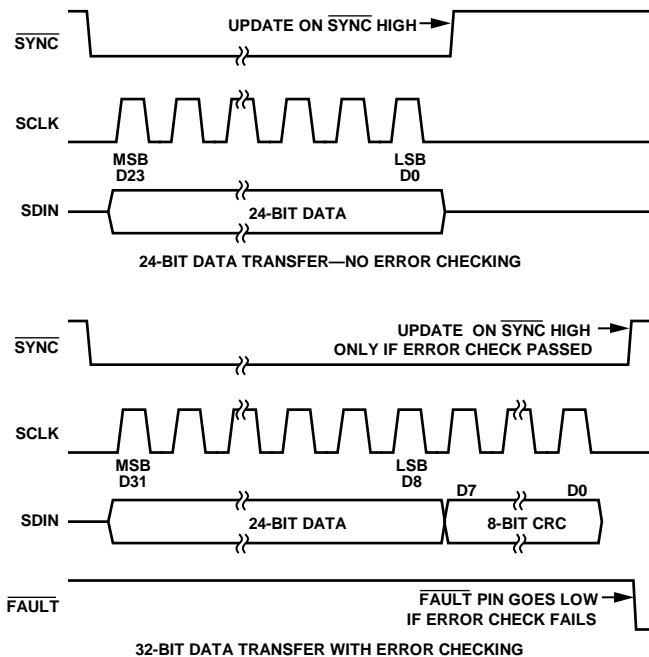 UPDATE ON SYNC HIGH
SYNC
SCLK
MSB
D23
LSB
D0
SDIN
24-BIT DATA
24-BIT DATA TRANSFER—NO ERROR CHECKING
UPDATE ON SYNC HIGH
ONLY IF ERROR CHECK PASSED
SYNC
SCLK
MSB
D31
LSB
D8
D7
D0
SDIN
24-BIT DATA
8-BIT CRC
FAULT
FAULT PIN GOES LOW
IF ERROR CHECK FAILS
32-BIT DATA TRANSFER WITH ERROR CHECKING